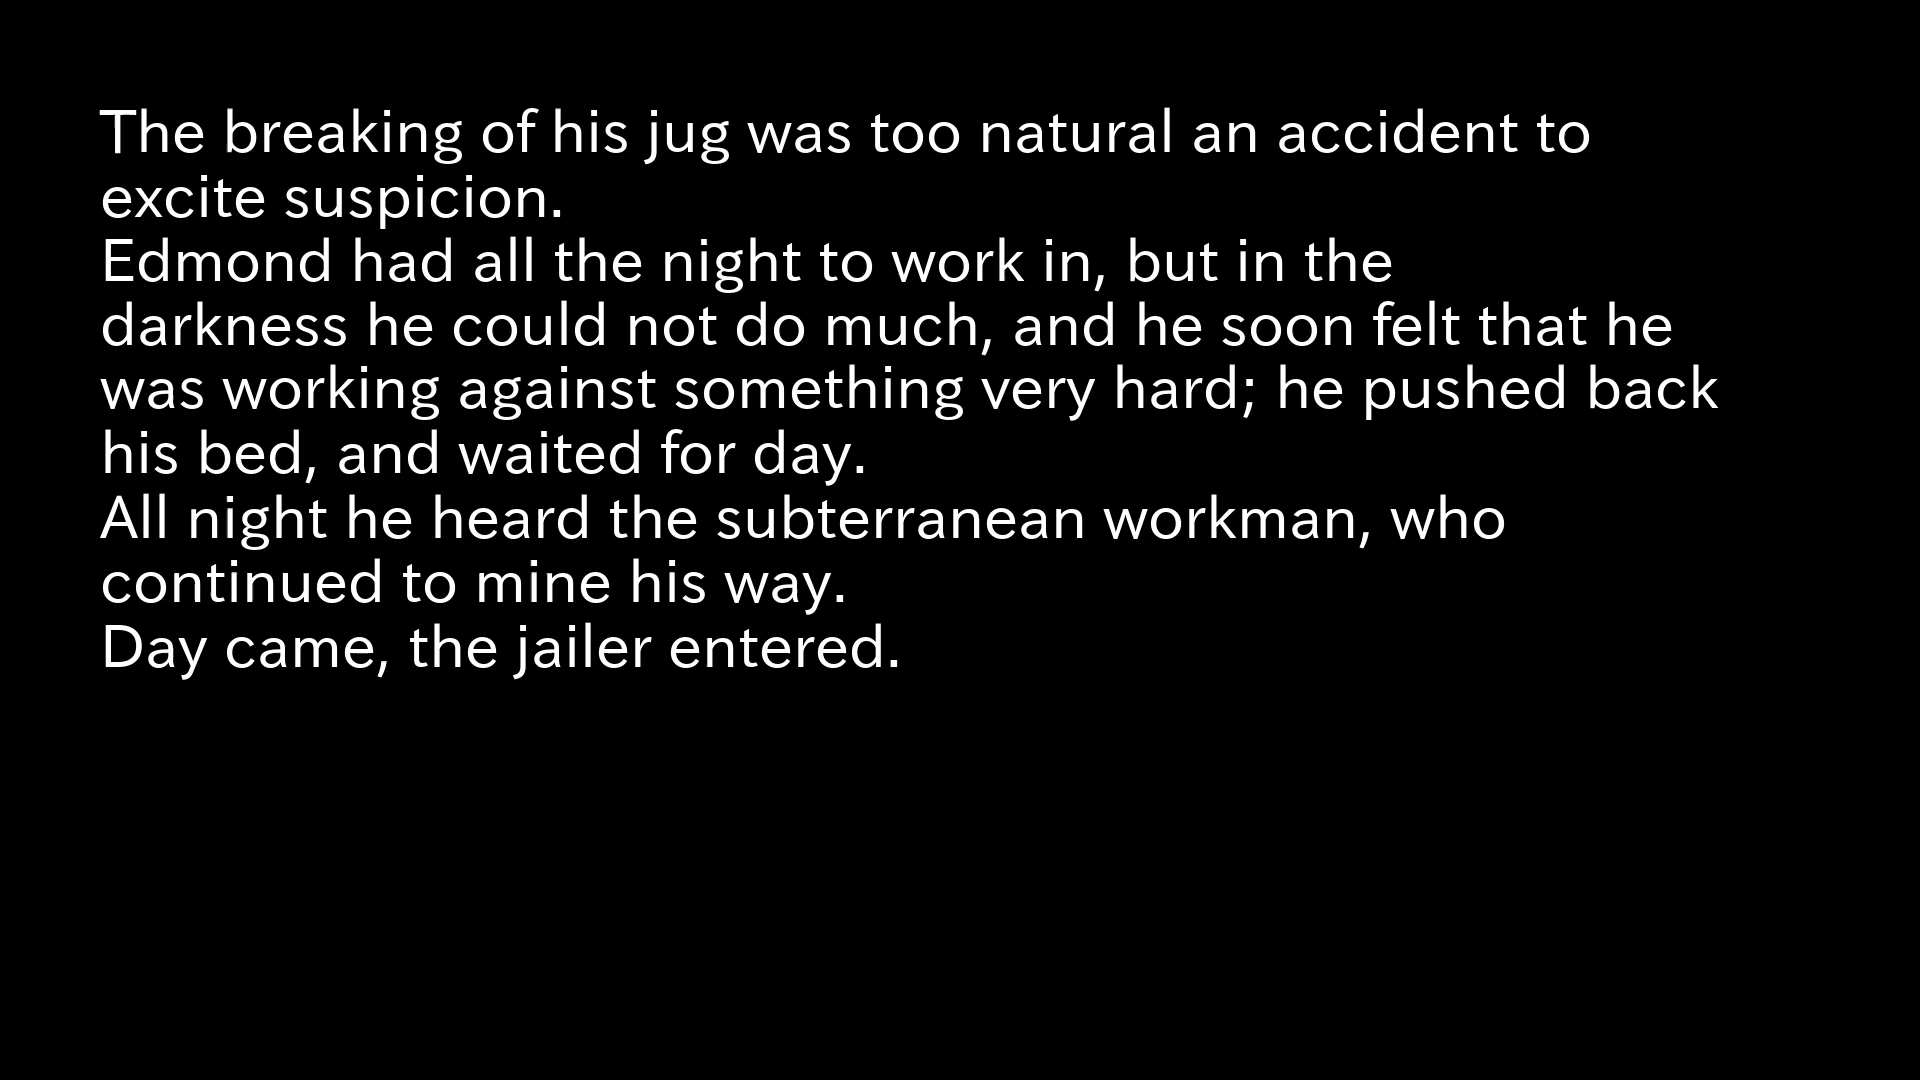 The breaking of his jug was too natural an accident to
excite suspicion.
Edmond had all the night to work in, but in the
darkness he could not do much, and he soon felt that he
was working against something very hard; he pushed back
his bed, and waited for day.
All night he heard the subterranean workman, who
continued to mine his way.
Day came, the jailer entered.